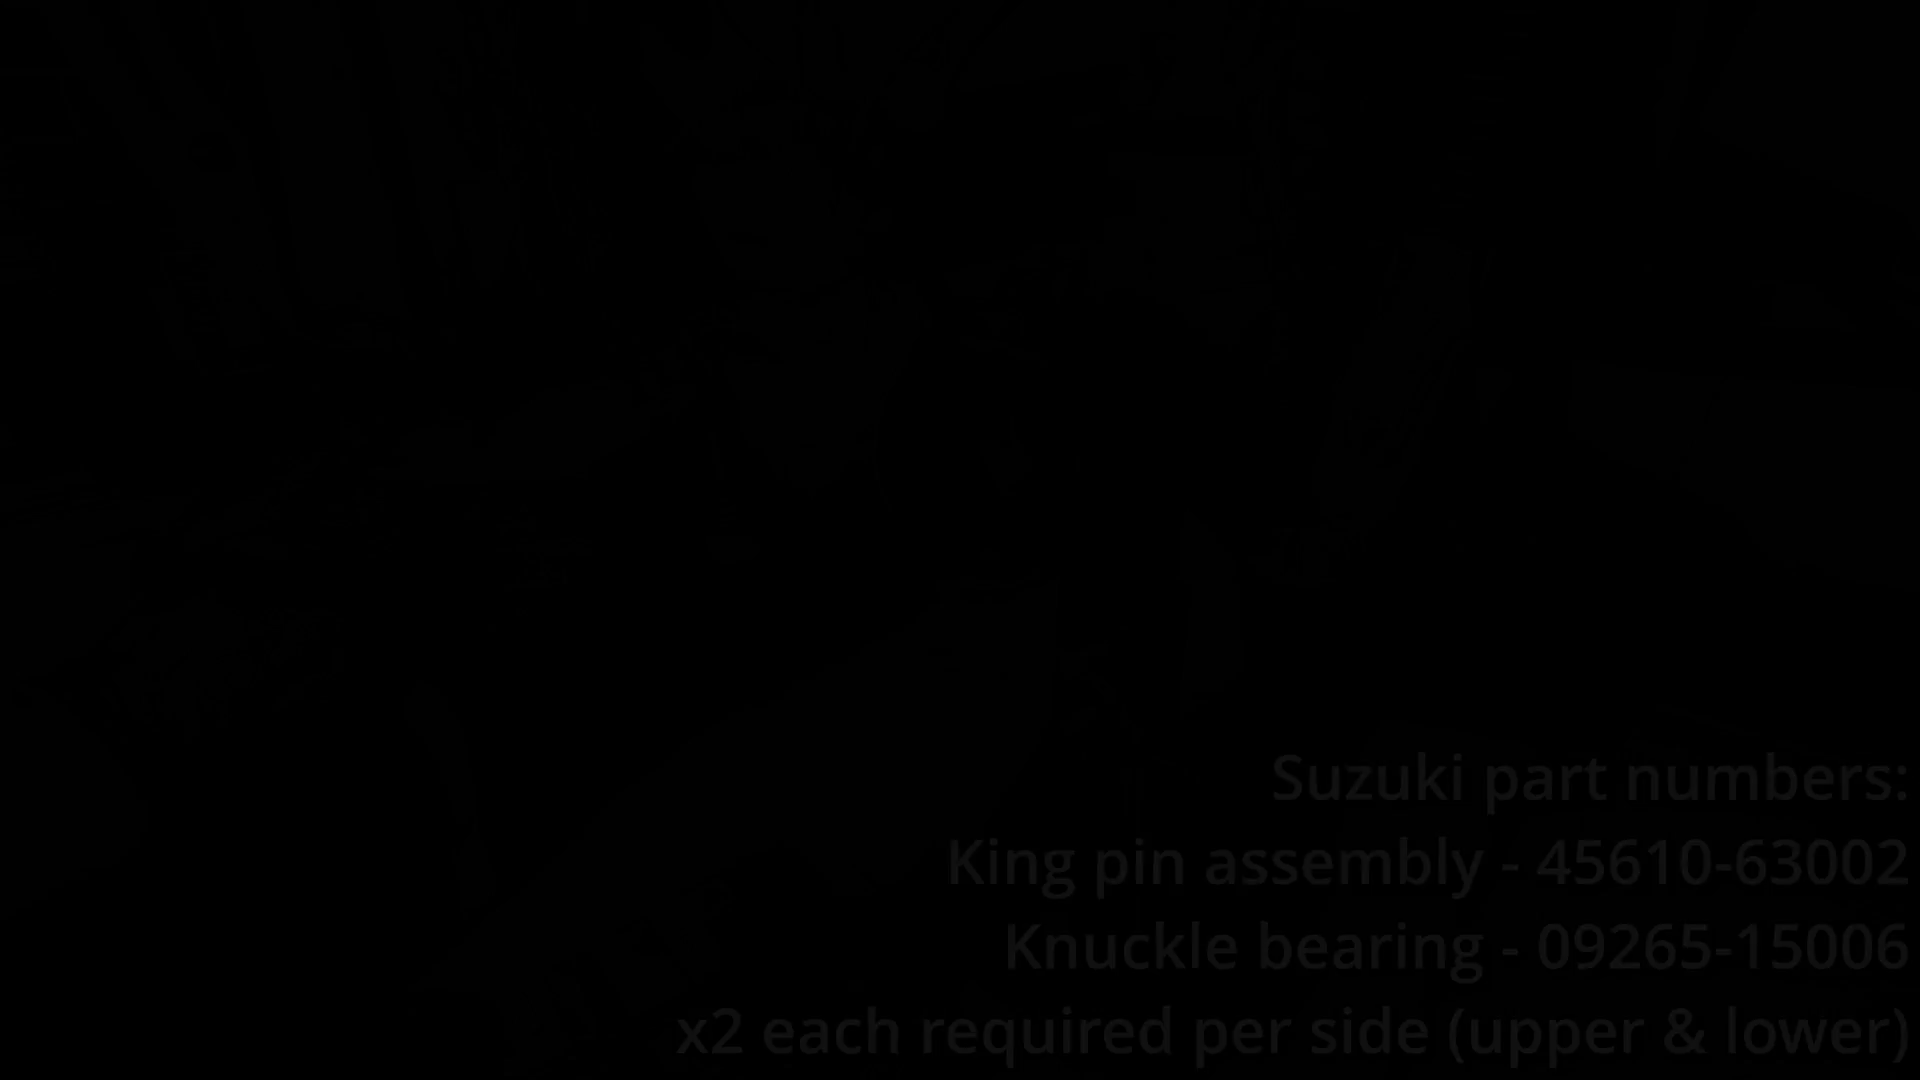 Suzuki part numbers:
King pin assembly - 45610-63002
Knuckle bearing - 09265-15006
x2 each required per side (upper & lower)